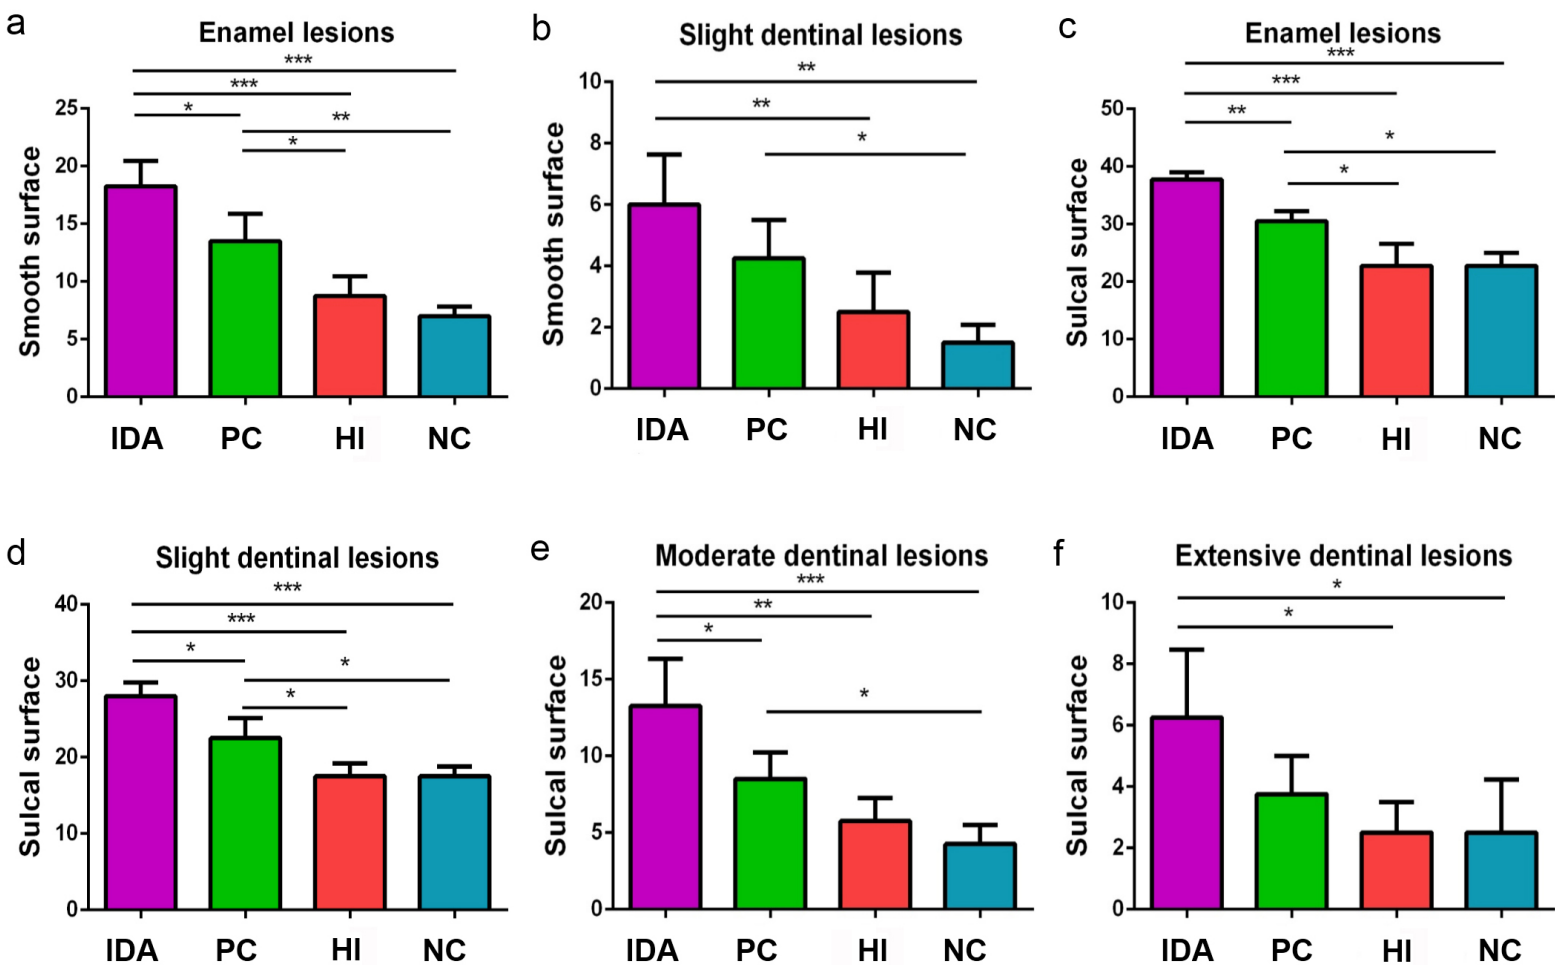 a
Enamel lesions
***
***
*
**
*
Smooth surface
25
20
15
10
5
0
IDA PC HI NC
b
Slight dentinal lesions
**
**
*
Smooth surface
10
8
6
4
2
0
IDA PC HI NC
c
Enamel lesions
***
***
**
*
*
Sulcal surface
50
40
30
20
10
0
IDA PC HI NC
d
Slight dentinal lesions
***
***
*
*
*
Sulcal surface
40
30
20
10
0
IDA PC HI NC
e
Moderate dentinal lesions
***
**
*
*
Sulcal surface
20
15
10
5
0
IDA PC HI NC
f
Extensive dentinal lesions
*
*
Sulcal surface
10
8
6
4
2
0
IDA PC HI NC